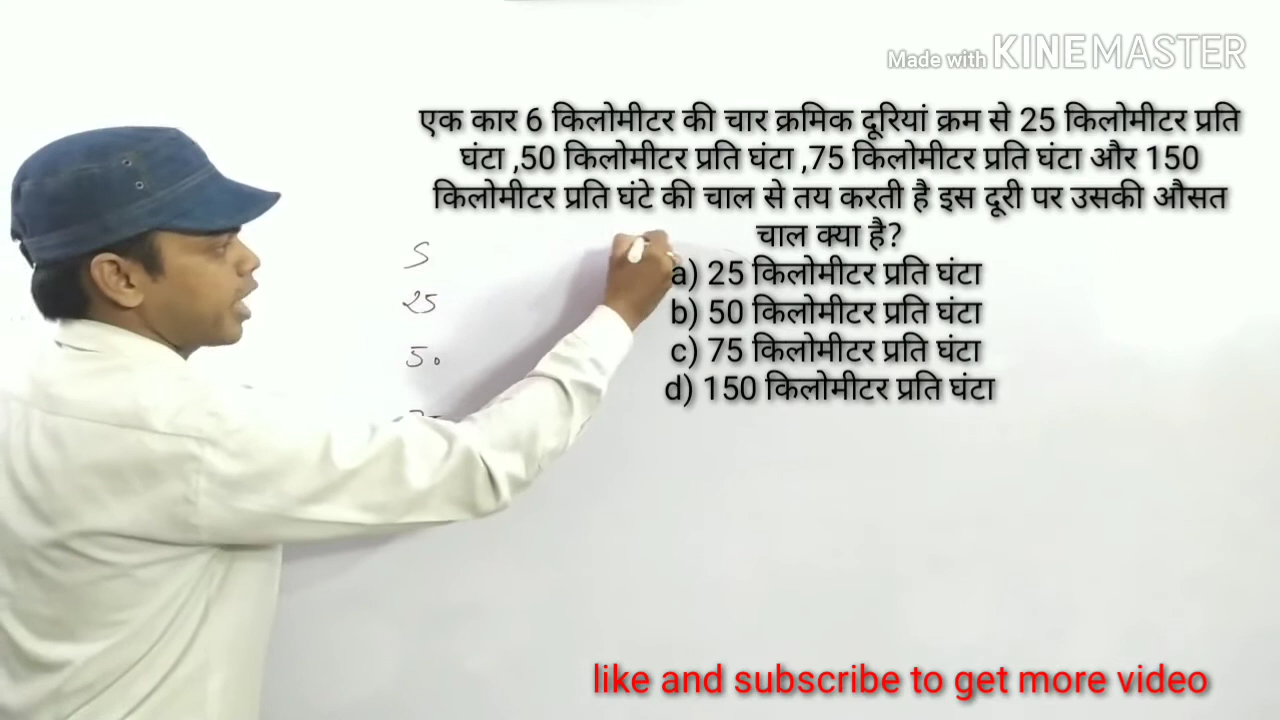 Made with KINEMASTER
एक कार 6 किलोमीटर की चार क्रमिक दूरियां क्रम से 25 किलोमीटर प्रति
घंटा ,50 किलोमीटर प्रति घंटा ,75 किलोमीटर प्रति घंटा और 150
किलोमीटर प्रति घंटे की चाल से तय करती है इस दूरी पर उसकी औसत
चाल क्या है?
S
a) 25 किलोमीटर प्रति घंटा
25
b) 50 किलोमीटर प्रति घंटा
50
c) 75 किलोमीटर प्रति घंटा
d) 150 किलोमीटर प्रति घंटा
like and subscribe to get more video